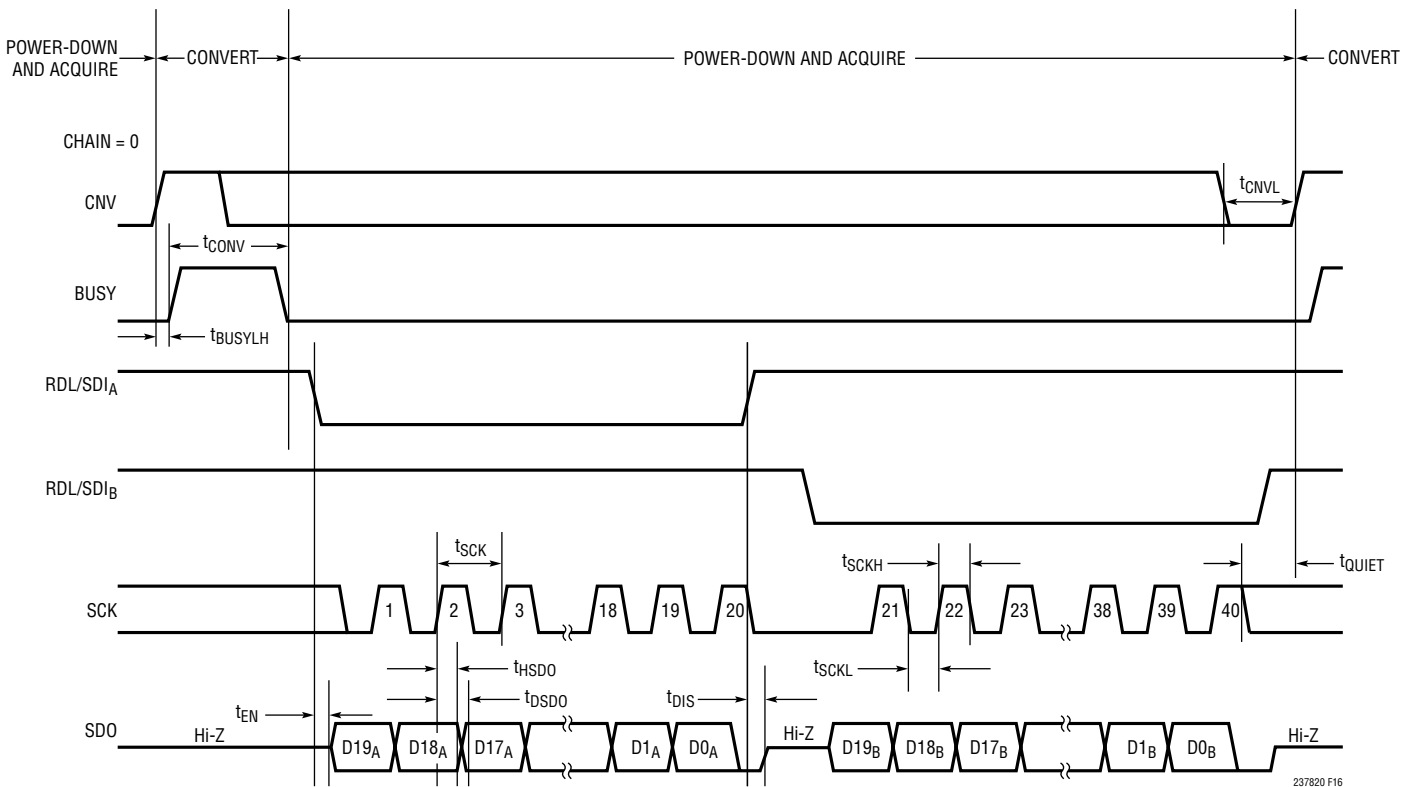 POWER-DOWN
AND ACQUIRE
CONVERT
POWER-DOWN AND ACQUIRE
CONVERT
CHAIN = 0
CNV
tCNVL
tCONV
BUSY
tBUSYLH
RDL/SDIA
RDL/SDIB
tSCK
tSCKH
tQUIET
SCK
1
2
3
18
19
20
21
22
23
38
39
40
tHSDO
tSCKL
tDSDO
tDIS
tEN
SDO
Hi-Z
D19A
D18A
D17A
D1A
D0A
Hi-Z
D19B
D18B
D17B
D1B
D0B
Hi-Z
237820 F16